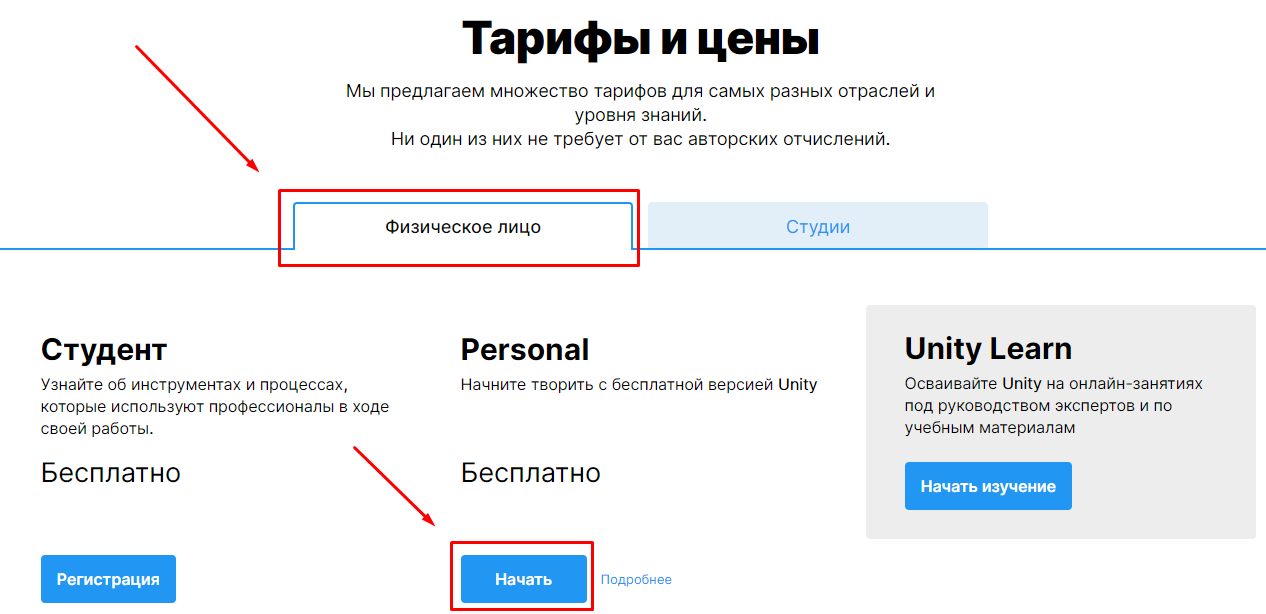 Тарифы и цены
Мы предлагаем множество тарифов для самых разных отраслей и
уровня знаний.
Ни один из них не требует от вас авторских отчислений.
Физическое лицо
Студии
Студент
Узнайте об инструментах и процессах,
которые используют профессионалы в ходе
своей работы.
Бесплатно
Регистрация
Personal
Начните творить с бесплатной версией Unity
Бесплатно
Начать
Подробнее
Unity Learn
Осваивайте Unity на онлайн-занятиях
под руководством экспертов и по
учебным материалам
Начать изучение